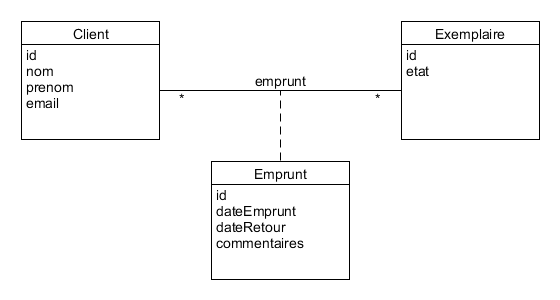 Client
id
nom
prenom
email
emprunt
*
*
Exemplaire
id
etat
Emprunt
id
dateEmprunt
dateRetour
commentaires